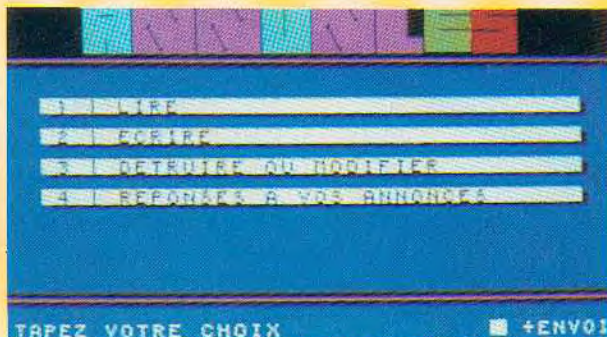 1 | LIRE
2 | ECRIRE
3 | DETRUIRE OU MODIFIER
4 | REPONSES A VOS ANNONCES
TAPEZ VOTRE CHOIX +ENVOI